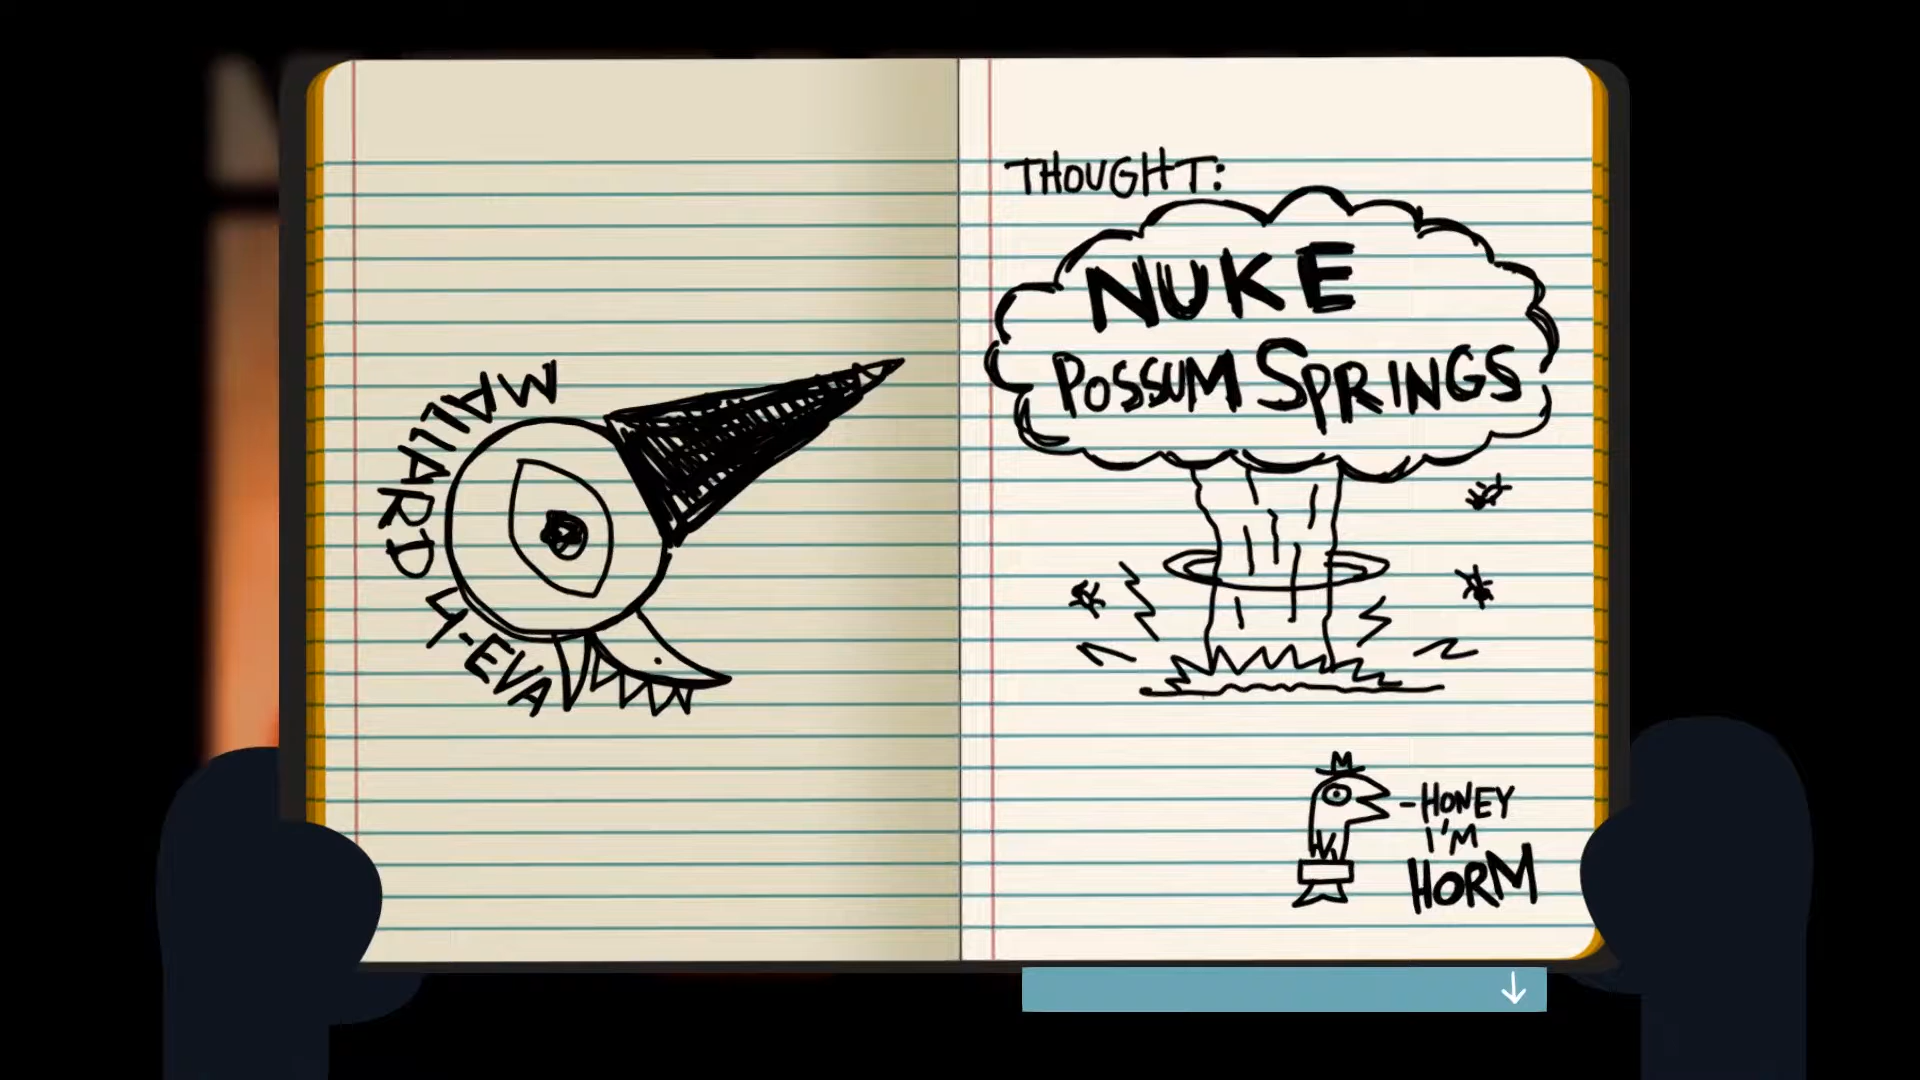 MALLARD 4-EVA
THOUGHT:
NUKE
POSSUM SPRINGS
-HONEY
I'M
HORM